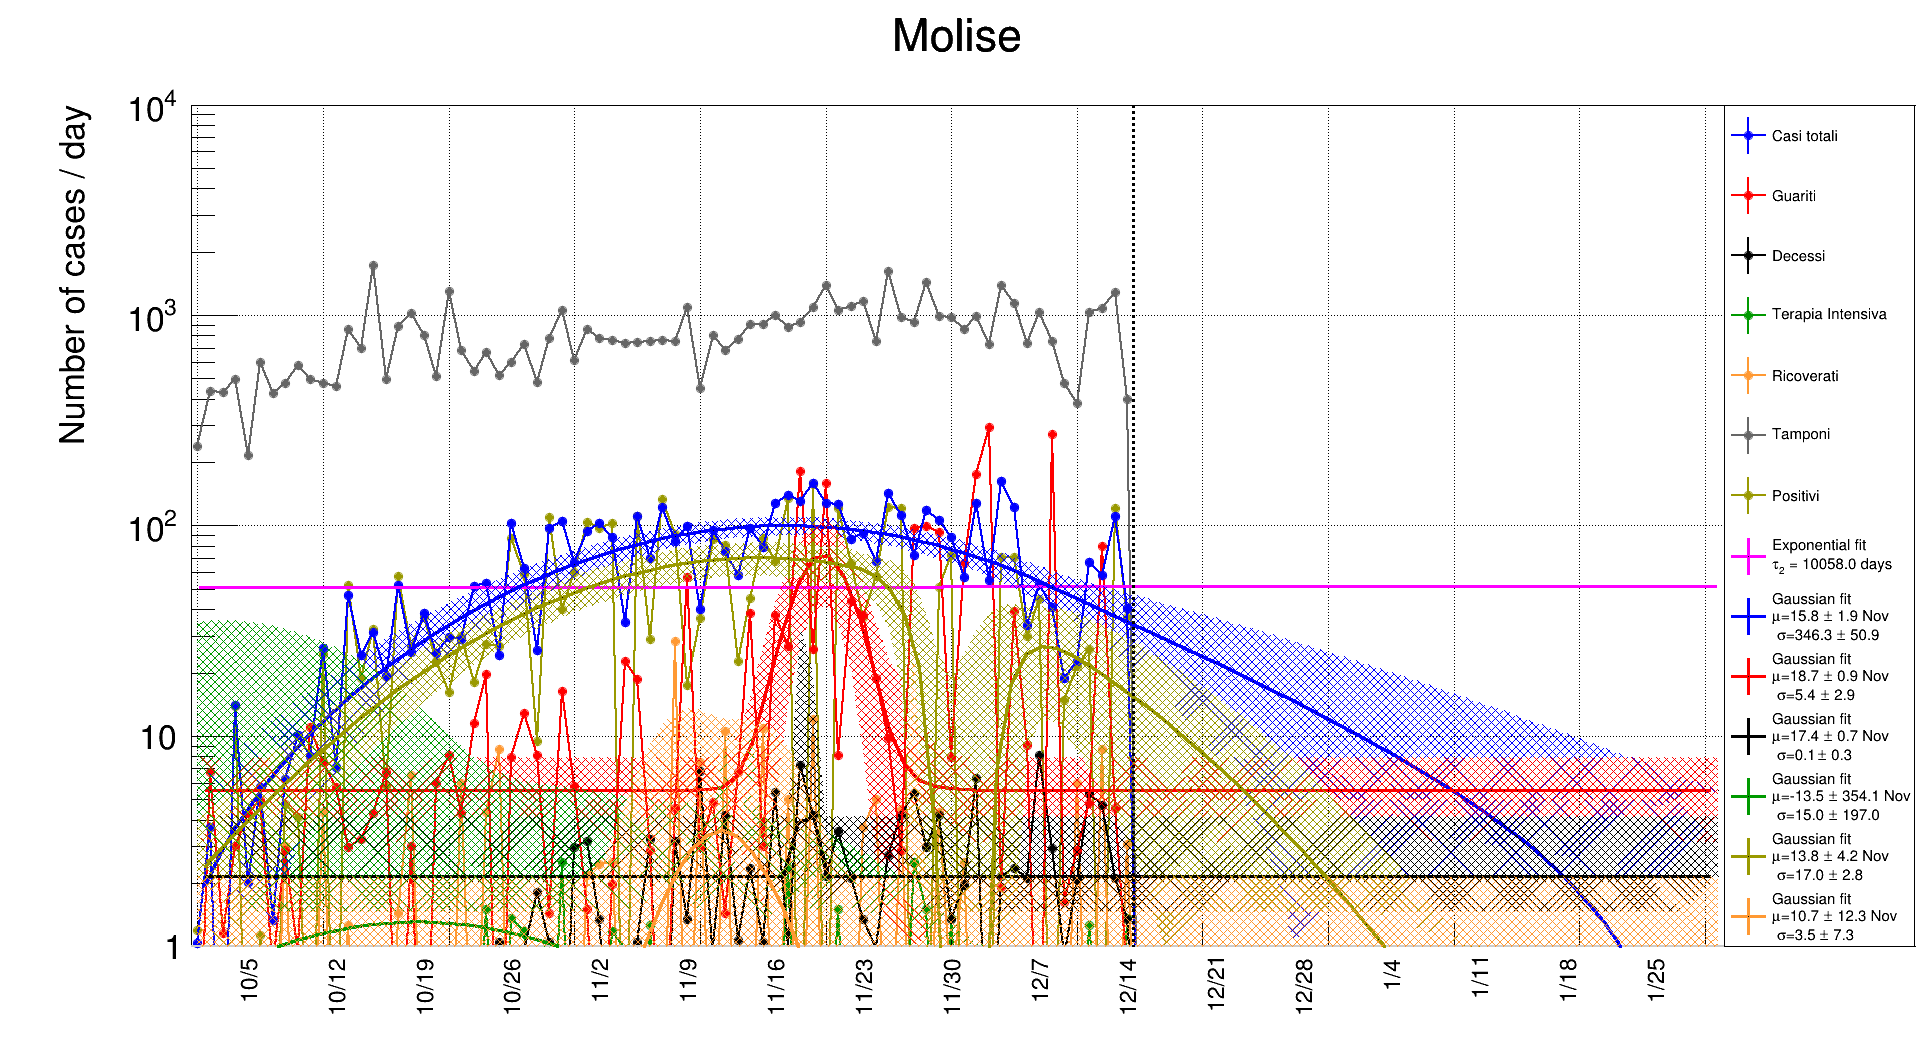 Molise
Number of cases / day
10⁴
10³
10²
10
1
10/5
10/12
10/19
10/26
11/2
11/9
11/16
11/23
11/30
12/7
12/14
12/21
12/28
1/4
1/11
1/18
1/25
Casi totali
Guariti
Decessi
Terapia Intensiva
Ricoverati
Tamponi
Positivi
Exponential fit
τ₂ = 10058.0 days
Gaussian fit
μ=15.8 ± 1.9 Nov
σ=346.3 ± 50.9
Gaussian fit
μ=18.7 ± 0.9 Nov
σ=5.4 ± 2.9
Gaussian fit
μ=17.4 ± 0.7 Nov
σ=0.1 ± 0.3
Gaussian fit
μ=-13.5 ± 354.1 Nov
σ=15.0 ± 197.0
Gaussian fit
μ=13.8 ± 4.2 Nov
σ=17.0 ± 2.8
Gaussian fit
μ=10.7 ± 12.3 Nov
σ=3.5 ± 7.3